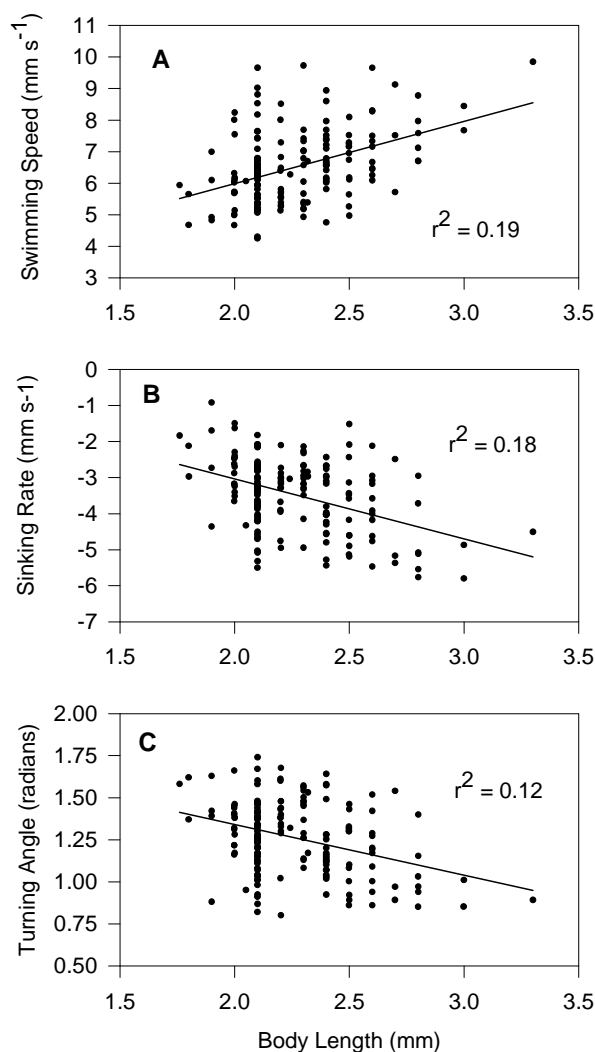 A
Swimming Speed (mm s-1)
11
10
9
8
7
6
5
4
3
r2 = 0.19
1.5 2.0 2.5 3.0 3.5
B
Sinking Rate (mm s-1)
0
-1
-2
-3
-4
-5
-6
-7
r2 = 0.18
1.5 2.0 2.5 3.0 3.5
C
Turning Angle (radians)
2.00
1.75
1.50
1.25
1.00
0.75
0.50
r2 = 0.12
1.5 2.0 2.5 3.0 3.5
Body Length (mm)